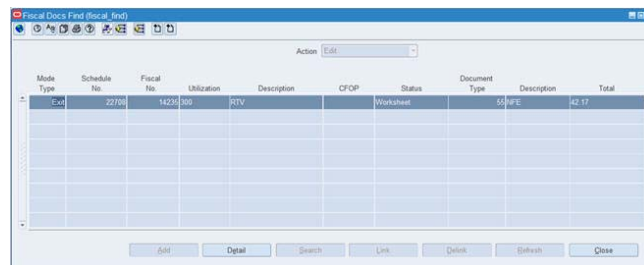 Fiscal Docs Find (fiscal_find)
Action Edit
Mode Type Schedule No. Fiscal No. Utilization Description CFOP Status Document Type Description Total
Exit 22708 14235 300 RTV Worksheet 55 NFE 42.17
Add Detail Search Link Delink Refresh Close